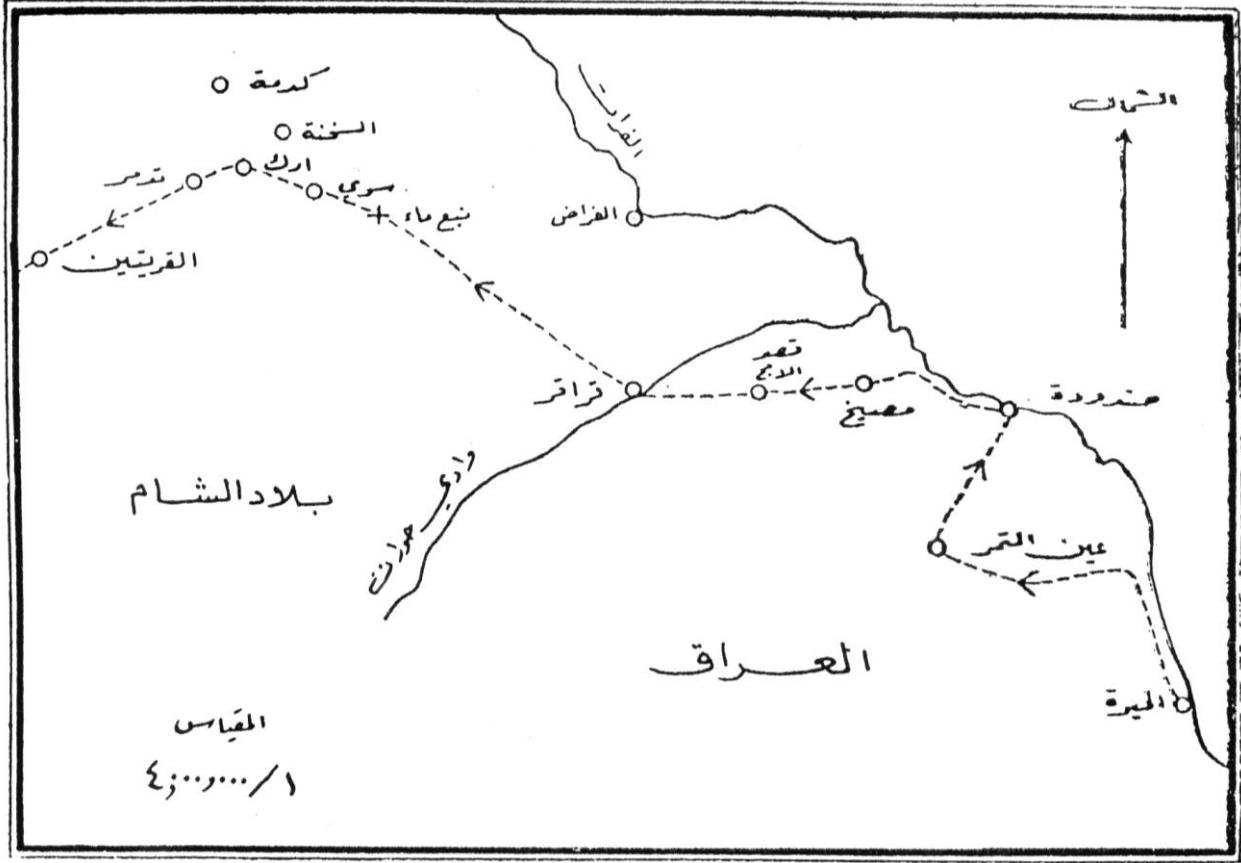 كدمة
السخنة
ارك
تدمر
سوى
نبع ماء
القريتين
الفرات
الفراض
الشمال
قصر
الابج
مصيخ
صندودة
قراقر
وادي
حوران
بلاد الشام
عين التمر
العراق
الحيرة
المقياس
٤,٠٠٠,٠٠٠/١